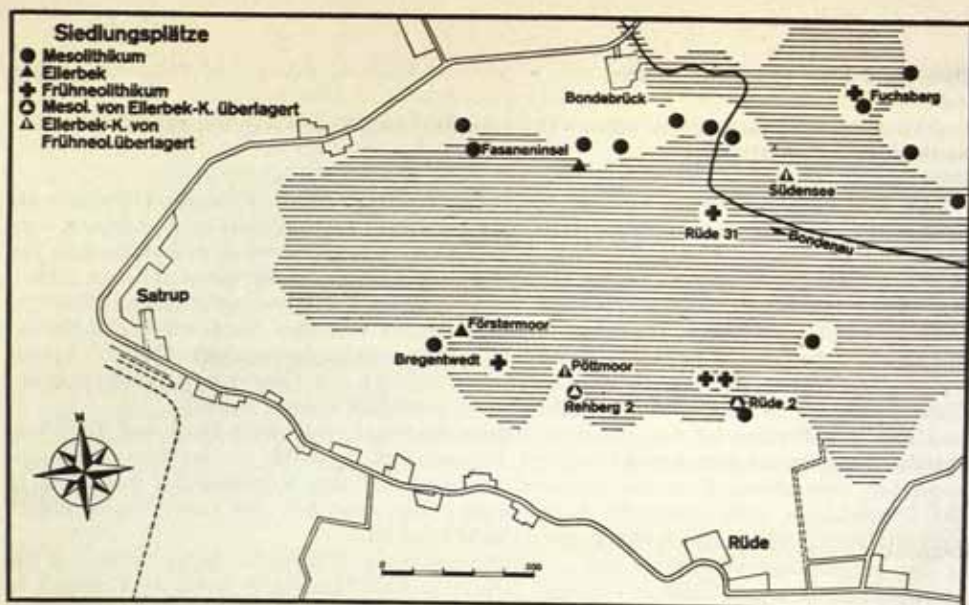 Siedlungsplätze
Mesolithikum
Ellerbek
Frühneolithikum
Mesol. von Ellerbek-K. überlagert
Ellerbek-K. von
Frühneol.überlagert
Bondebrück
Fuchsberg
Fasaneninsel
Südensee
Rüde 31
Bondenau
Satrup
Förstermoor
Bregentwedt
Pöttmoor
Rehberg 2
Rüde 2
N
Rüde
0